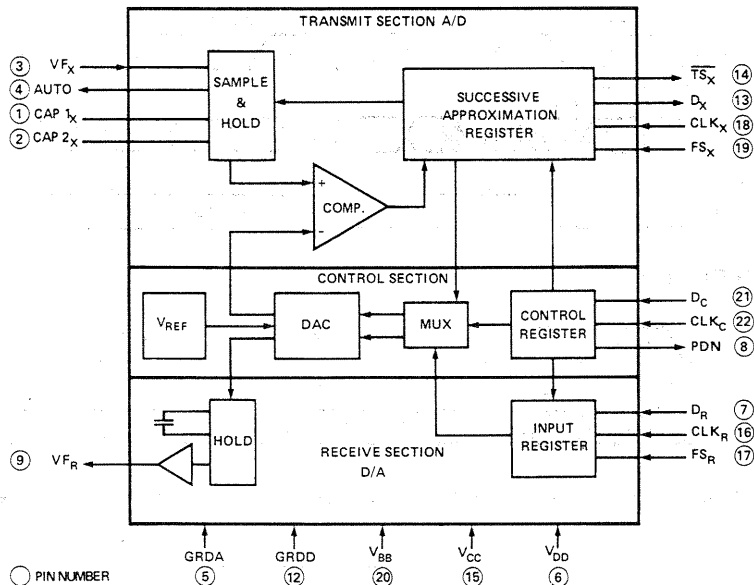 TRANSMIT SECTION A/D
③ VFX
④ AUTO
① CAP 1X
② CAP 2X
SAMPLE
&
HOLD
SUCCESSIVE
APPROXIMATION
REGISTER
TSX ⑭
DX ⑬
CLKX ⑱
FSX ⑲
+
COMP.
−
CONTROL SECTION
VREF
DAC
MUX
CONTROL
REGISTER
DC ㉑
CLKC ㉒
PDN ⑧
HOLD
⑨ VFR
RECEIVE SECTION
D/A
INPUT
REGISTER
DR ⑦
CLKR ⑯
FSR ⑰
GRDA GRDD VBB VCC VDD
⑤ ⑫ ⑳ ⑮ ⑥
◯ PIN NUMBER